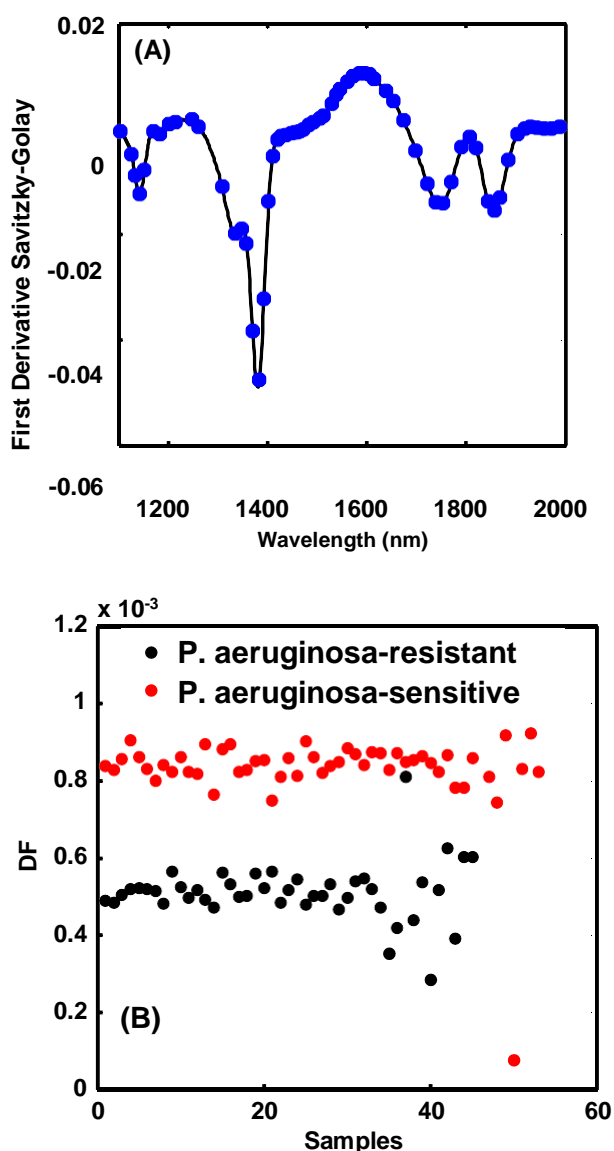 0.02
(A)
0
-0.02
-0.04
-0.06
First Derivative Savitzky-Golay
1200 1400 1600 1800 2000
Wavelength (nm)
x 10-3
1.2
P. aeruginosa-resistant
1
P. aeruginosa-sensitive
0.8
0.6
DF
0.4
0.2
(B)
0
0 20 40 60
Samples